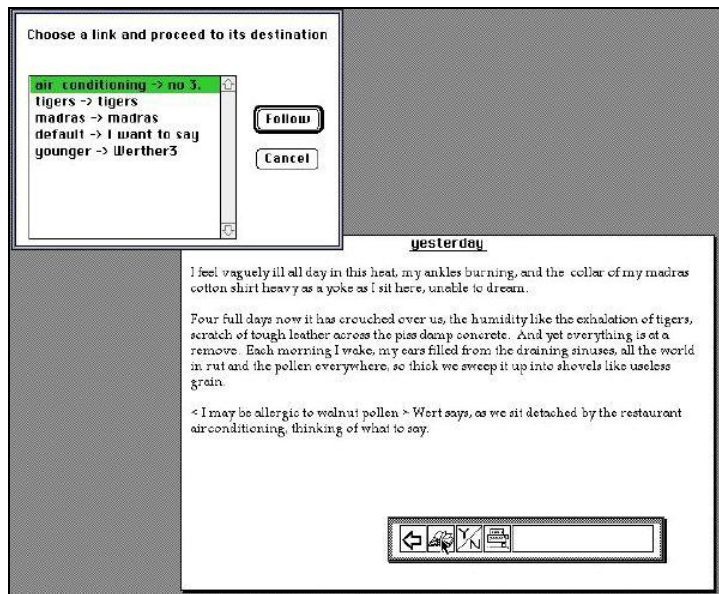 Choose a link and proceed to its destination
air conditioning -> no 3.
tigers -> tigers
madras -> madras
default -> I want to say
younger -> Werther3
Follow
Cancel
yesterday
I feel vaguely ill all day in this heat, my ankles burning, and the collar of my madras
cotton shirt heavy as a yoke as I sit here, unable to dream.
Four full days now it has crouched over us, the humidity like the exhalation of tigers,
scratch of tough leather across the piss damp concrete. And yet everything is at a
remove. Each morning I wake, my ears filled from the draining sinuses, all the world
in rut and the pollen everywhere, so thick we sweep it up into shovels like useless
grain.
< I may be allergic to walnut pollen > Wert says, as we sit detached by the restaurant
air conditioning, thinking of what to say.
Y/N